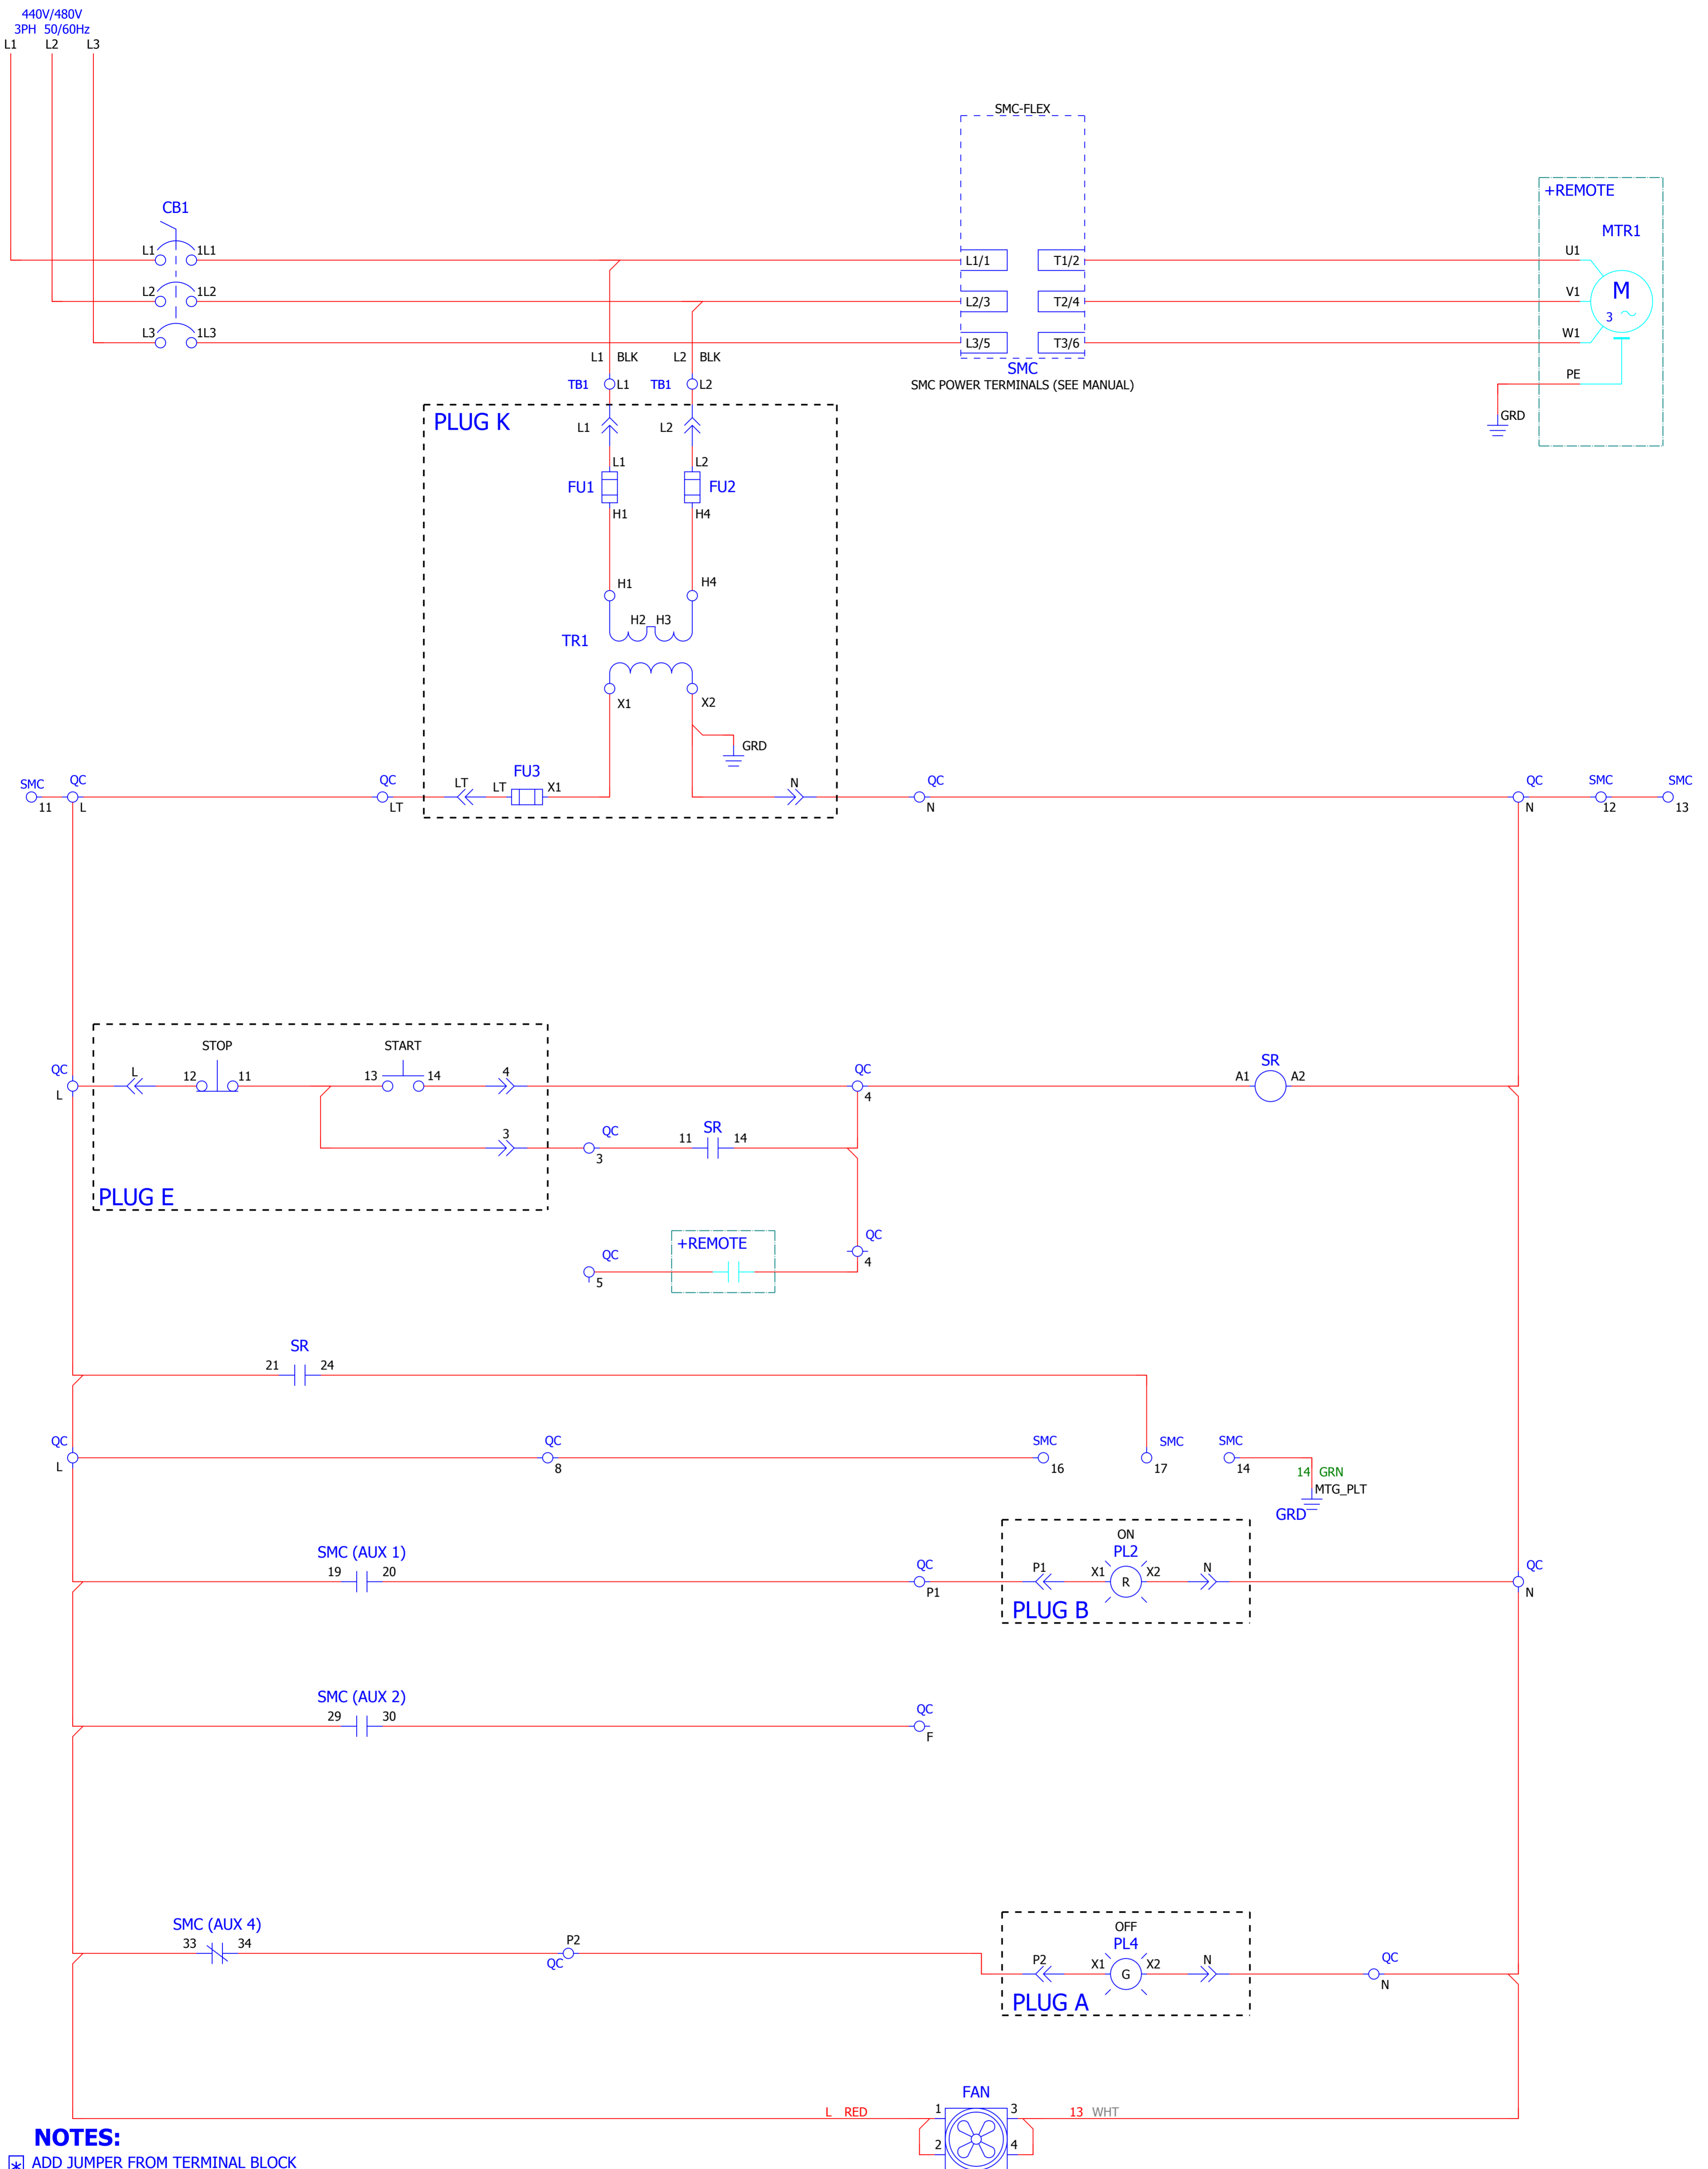 440V/480V
3PH 50/60Hz
L1 L2 L3
SMC-FLEX
+REMOTE
CB1
MTR1
L1 1L1 L1/1 T1/2 U1
L2 1L2 L2/3 T2/4 V1
M
3
L3 1L3 L3/5 T3/6 W1
L1 BLK L2 BLK
SMC
PE
TB1 L1 TB1 L2
SMC POWER TERMINALS (SEE MANUAL)
PLUG K
L1 L2
GRD
L1 L2
FU1 FU2
H1 H4
H1 H4
H2 H3
TR1
X1 X2
GRD
FU3
SMC QC QC LT LT X1 N QC QC SMC SMC
11 L LT N N 12 13
STOP START
QC L 12 11 13 14 4 QC SR
A1 A2
L 4
3 QC SR
11 14
3
PLUG E
+REMOTE
QC QC
5 4
SR
21 24
QC QC SMC SMC SMC
L 8 16 17 14
14 GRN
MTG_PLT
GRD
ON
SMC (AUX 1) PL2
19 20 QC P1 X1 R X2 N QC
P1 N
PLUG B
SMC (AUX 2)
29 30 QC
F
SMC (AUX 4)
33 34 P2
QC
OFF
PL4
P2 X1 G X2 N QC
N
PLUG A
FAN
L RED 1 3 13 WHT
2 4
NOTES:
* ADD JUMPER FROM TERMINAL BLOCK